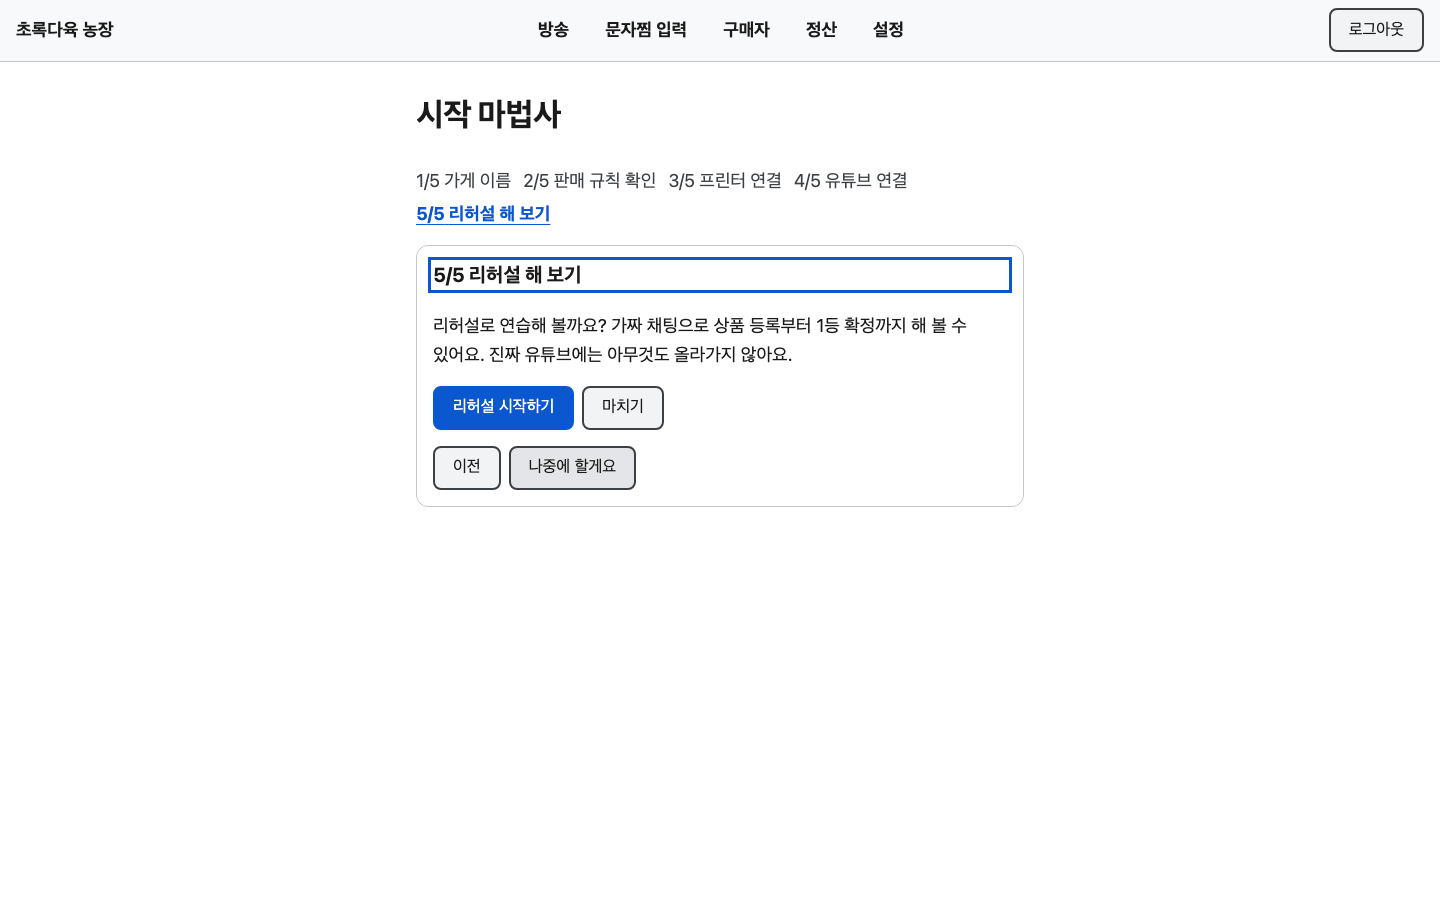 초록다육 농장
방송 문자찜 입력 구매자 정산 설정
로그아웃
시작 마법사
1/5 가게 이름 2/5 판매 규칙 확인 3/5 프린터 연결 4/5 유튜브 연결
5/5 리허설 해 보기
5/5 리허설 해 보기
리허설로 연습해 볼까요? 가짜 채팅으로 상품 등록부터 1등 확정까지 해 볼 수
있어요. 진짜 유튜브에는 아무것도 올라가지 않아요.
리허설 시작하기 마치기
이전 나중에 할게요